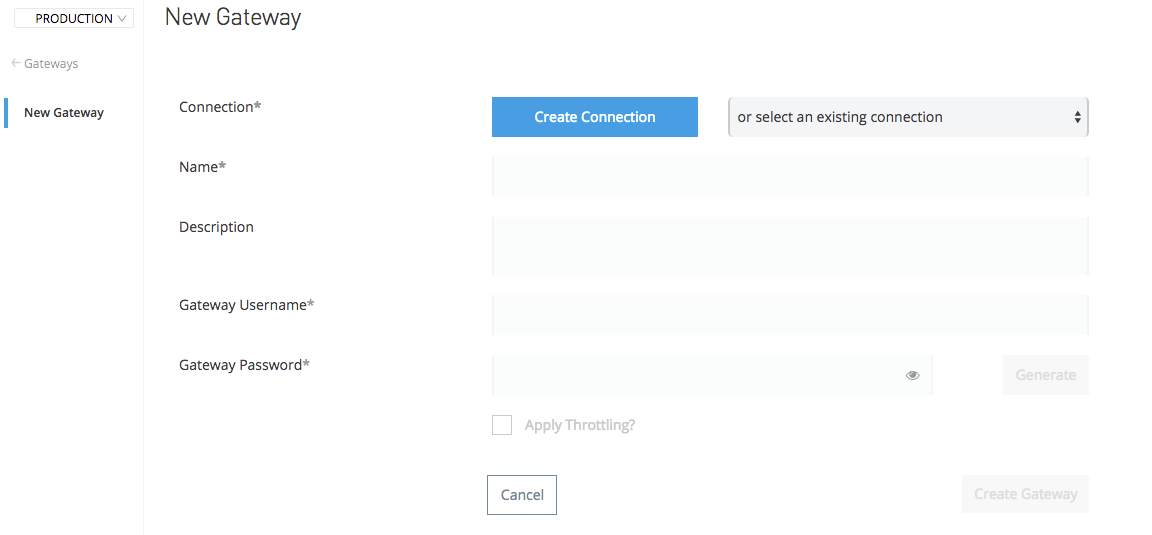 PRODUCTION
New Gateway
← Gateways
New Gateway
Connection*
Create Connection
or select an existing connection
Name*
Description
Gateway Username*
Gateway Password*
Generate
Apply Throttling?
Cancel
Create Gateway